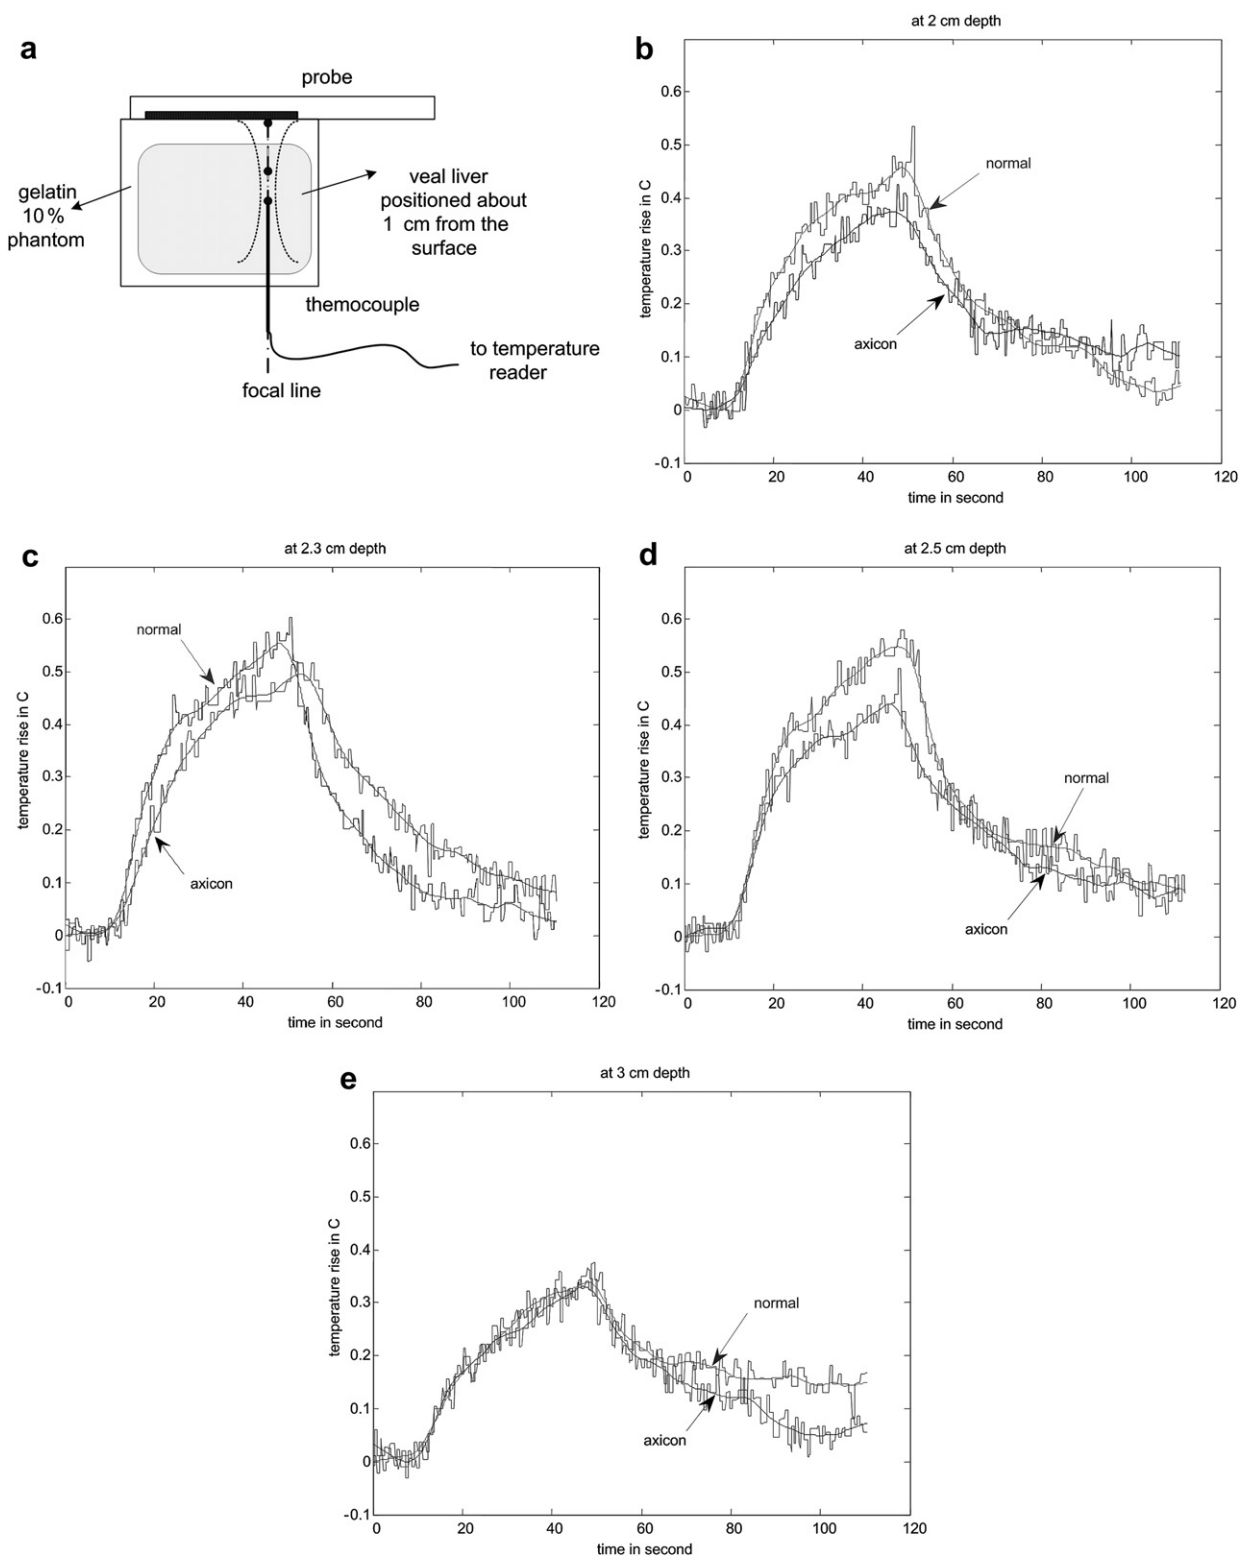 a
probe
gelatin
10 %
phantom
veal liver
positioned about
1 cm from the
surface
themocouple
to temperature
reader
focal line
b
at 2 cm depth
temperature rise in C
0.6
0.5
0.4
0.3
0.2
0.1
0
-0.1
normal
axicon
0 20 40 60 80 100 120
time in second
c
at 2.3 cm depth
temperature rise in C
0.6
0.5
0.4
0.3
0.2
0.1
0
-0.1
normal
axicon
0 20 40 60 80 100 120
time in second
d
at 2.5 cm depth
temperature rise in C
0.6
0.5
0.4
0.3
0.2
0.1
0
-0.1
normal
axicon
0 20 40 60 80 100 120
time in second
e
at 3 cm depth
temperature rise in C
0.6
0.5
0.4
0.3
0.2
0.1
0
-0.1
normal
axicon
0 20 40 60 80 100 120
time in second